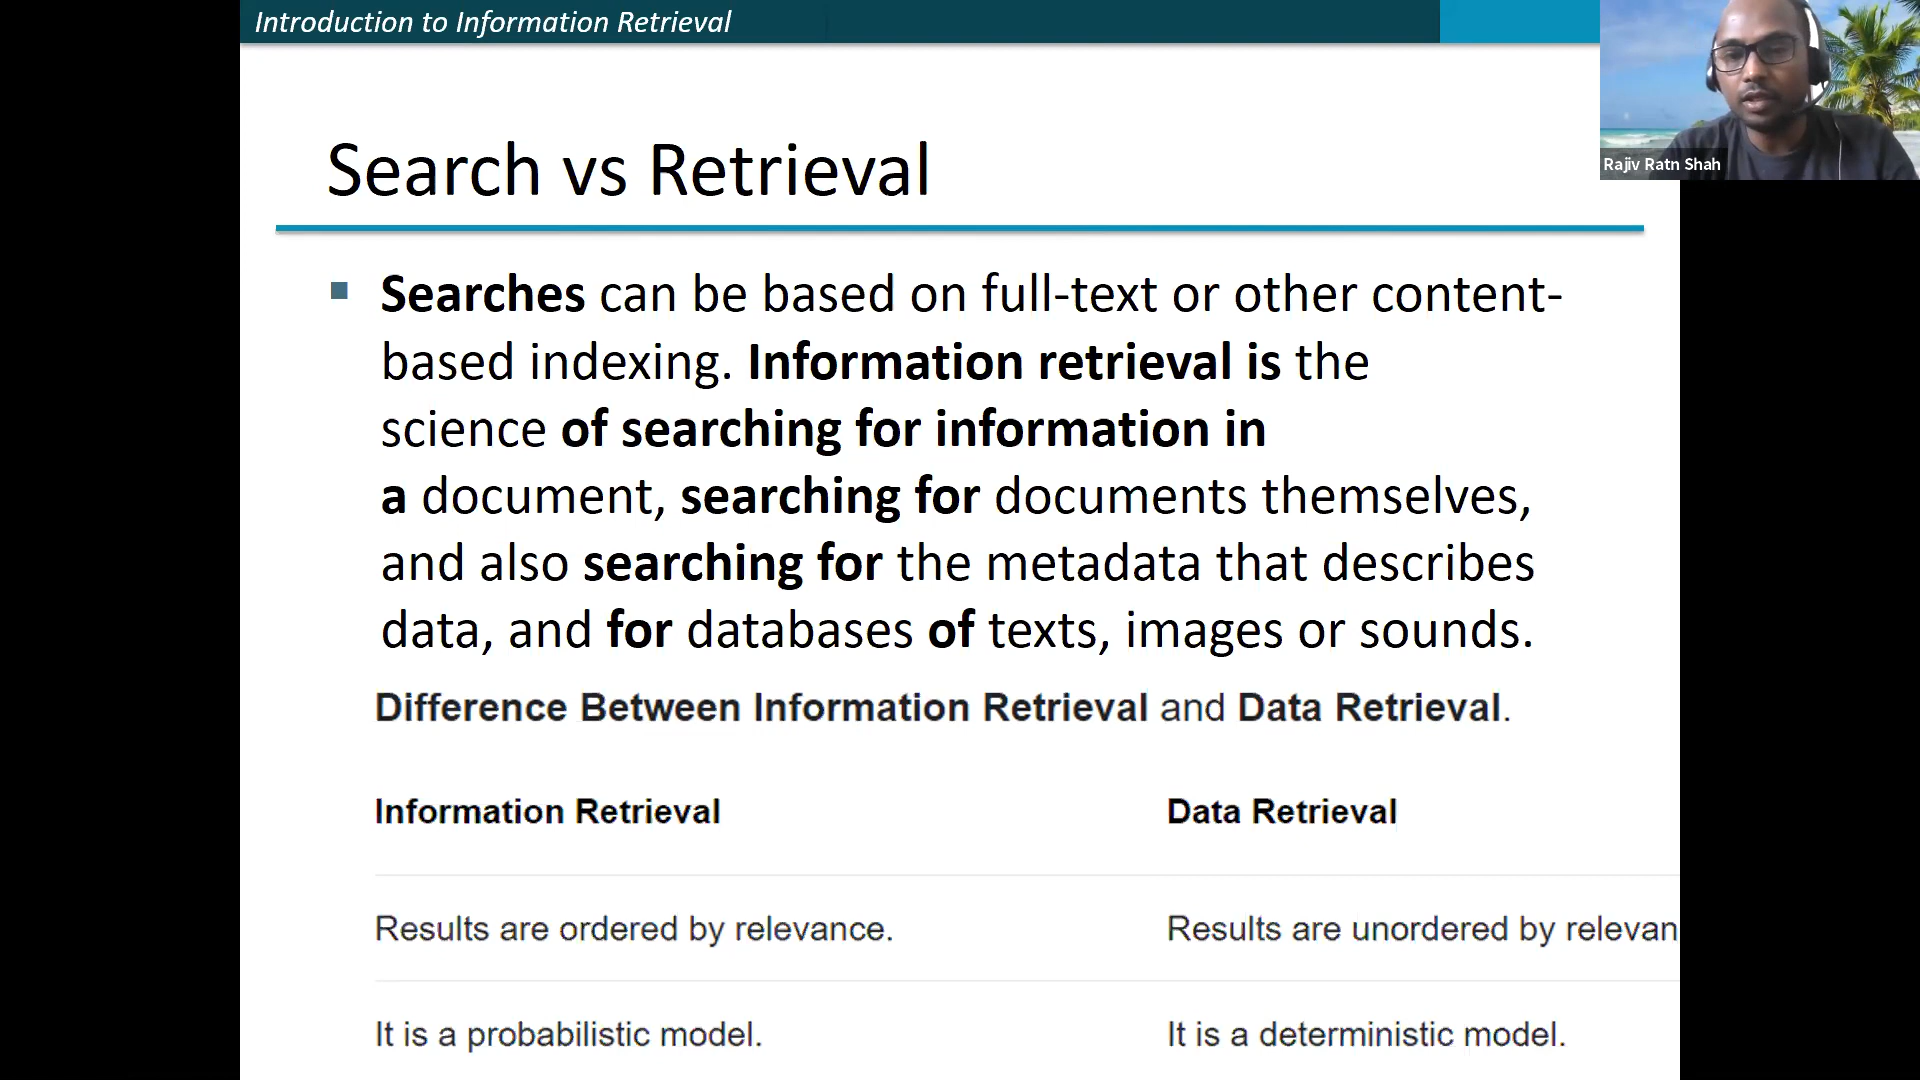 Introduction to Information Retrieval
Rajiv Ratn Shah
Search vs Retrieval
▪ Searches can be based on full-text or other content-
based indexing. Information retrieval is the
science of searching for information in
a document, searching for documents themselves,
and also searching for the metadata that describes
data, and for databases of texts, images or sounds.
Difference Between Information Retrieval and Data Retrieval.
Information Retrieval Data Retrieval
Results are ordered by relevance. Results are unordered by relevan
It is a probabilistic model. It is a deterministic model.